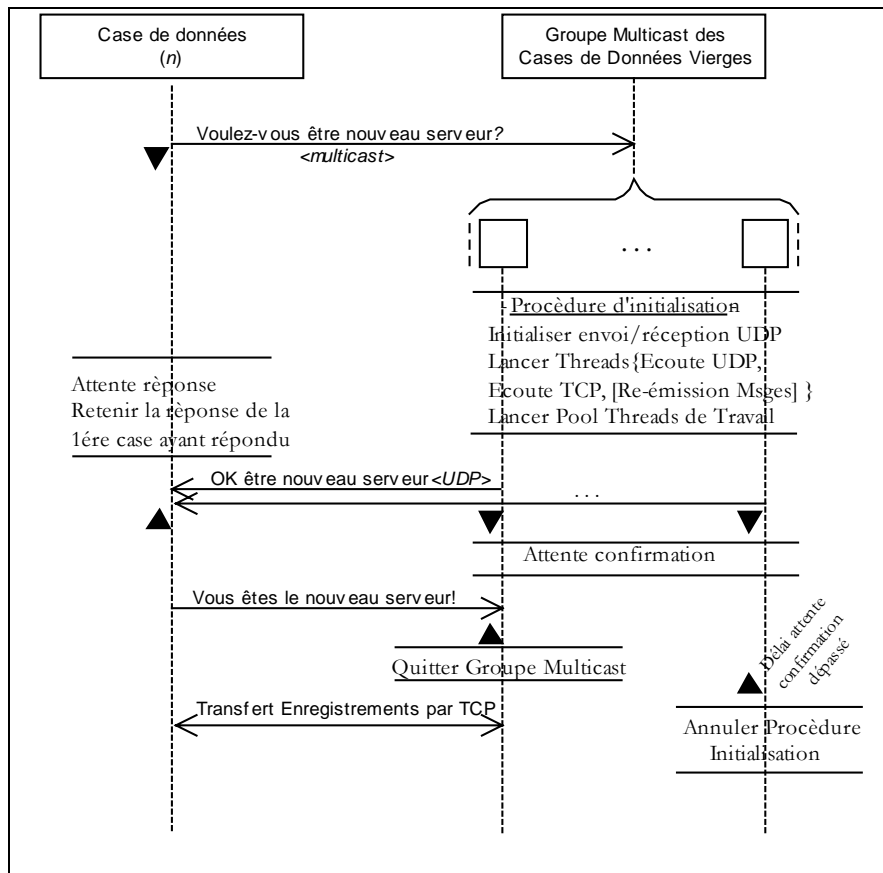 Case de données
(n)
Groupe Multicast des
Cases de Données Vierges
Voulez-vous être nouveau serveur?
<multicast>
...
- Procèdure d'initialisation-
Initialiser envoi/réception UDP
Lancer Threads{Ecoute UDP,
Ecoute TCP, [Re-émission Msges] }
Lancer Pool Threads de Travail
Attente rèponse
Retenir la rèponse de la
1ére case ayant répondu
OK être nouveau serveur<UDP>
...
Attente confirmation
Vous êtes le nouveau serveur!
Délai attente
confirmation
dépassé
Quitter Groupe Multicast
Transfert Enregistrements par TCP
Annuler Procèdure
Initialisation